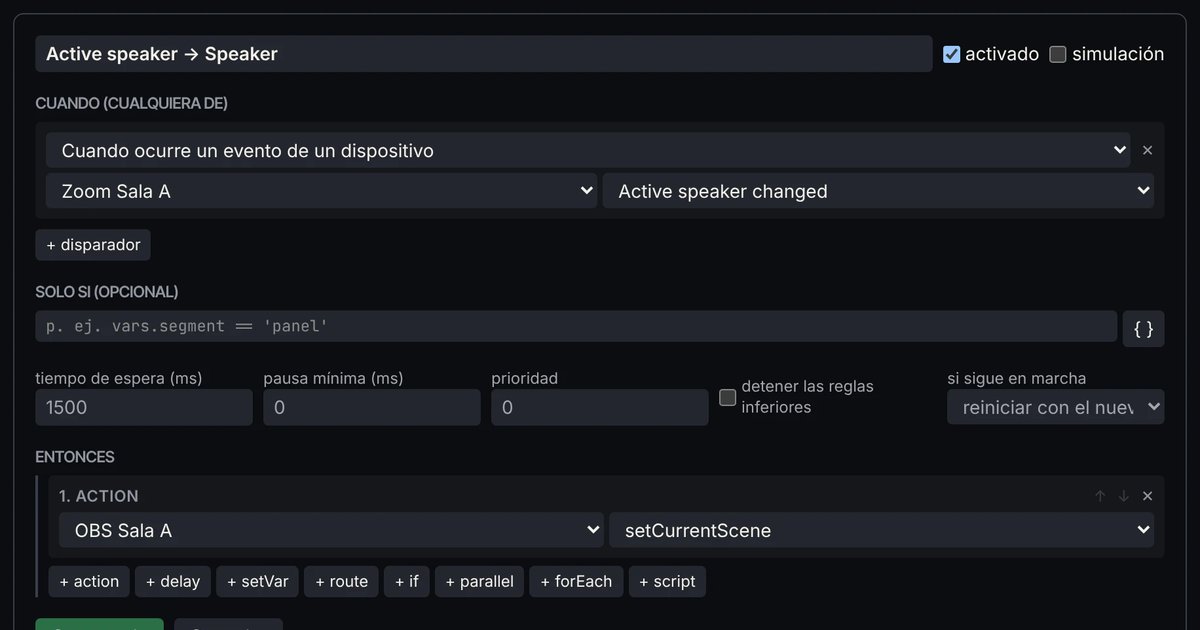 Active speaker → Speaker
activado
simulación
CUANDO (CUALQUIERA DE)
Cuando ocurre un evento de un dispositivo
×
Zoom Sala A
Active speaker changed
+ disparador
SOLO SI (OPCIONAL)
p. ej. vars.segment == 'panel'
{ }
tiempo de espera (ms)
pausa mínima (ms)
prioridad
detener las reglas
inferiores
si sigue en marcha
1500
0
0
reiniciar con el
ENTONCES
1. ACTION
↑ ↓ ×
OBS Sala A
setCurrentScene
+ action
+ delay
+ setVar
+ route
+ if
+ parallel
+ forEach
+ script